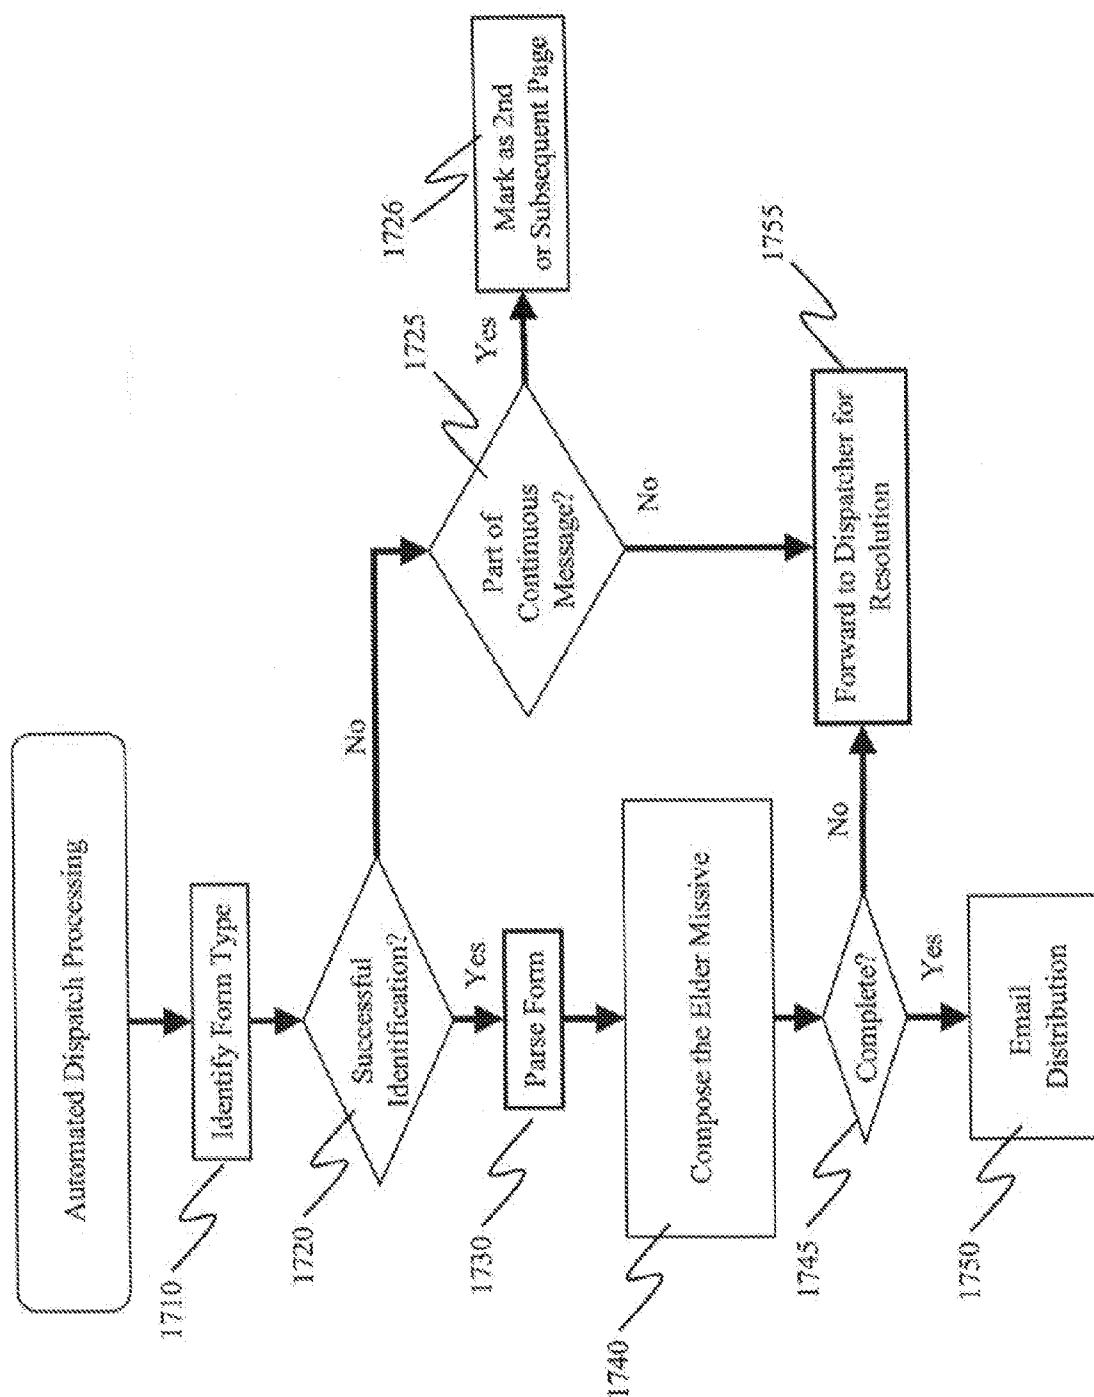 Automated Dispatch Processing
1710
Identify Form Type
1720
Successful
Identification?
No
Yes
1725
Part of
Continuous
Message?
Yes
1726
Mark as 2nd
or Subsequent Page
No
1730
Parse Form
1740
Compose the Elder Missive
1745
Complete?
No
1755
Forward to Dispatcher for
Resolution
Yes
1750
Email
Distribution